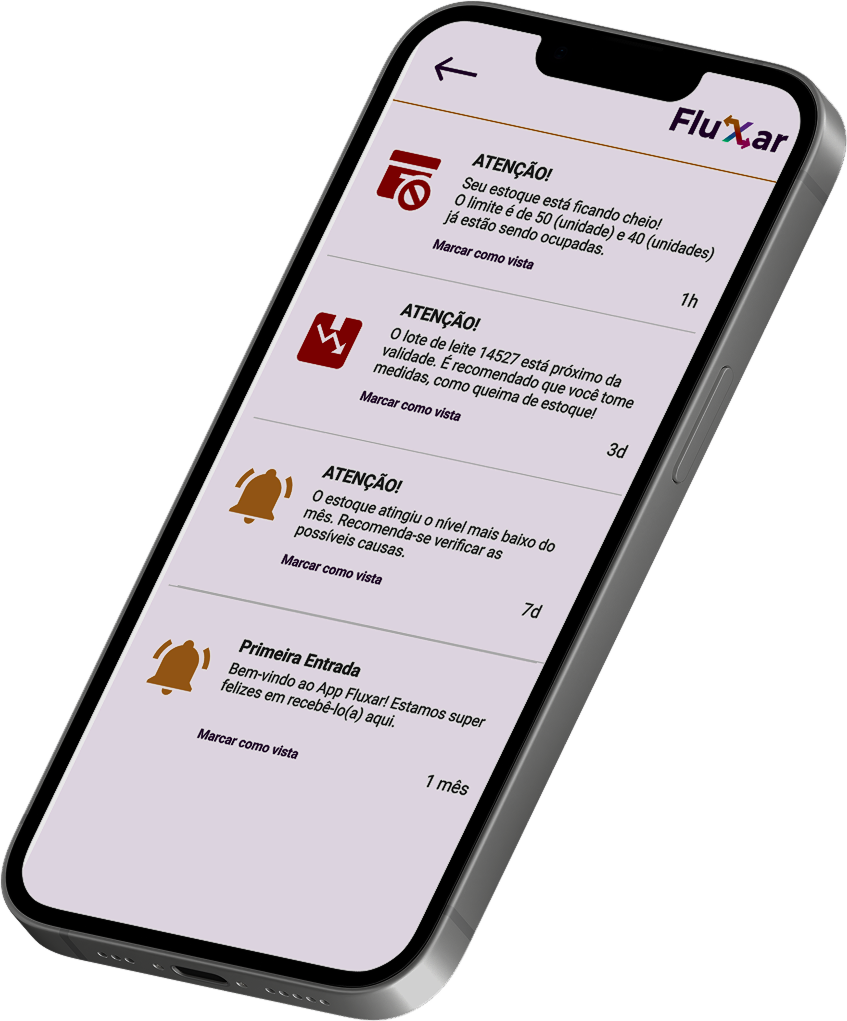 FluXar
ATENÇÃO!
Seu estoque está ficando cheio!
O limite é de 50 (unidade) e 40 (unidades)
já estão sendo ocupadas.
Marcar como vista
1h
ATENÇÃO!
O lote de leite 14527 está próximo da
validade. É recomendado que você tome
medidas, como queima de estoque!
Marcar como vista
3d
ATENÇÃO!
O estoque atingiu o nível mais baixo do
mês. Recomenda-se verificar as
possíveis causas.
Marcar como vista
7d
Primeira Entrada
Bem-vindo ao App Fluxar! Estamos super
felizes em recebê-lo(a) aqui.
Marcar como vista
1 mês